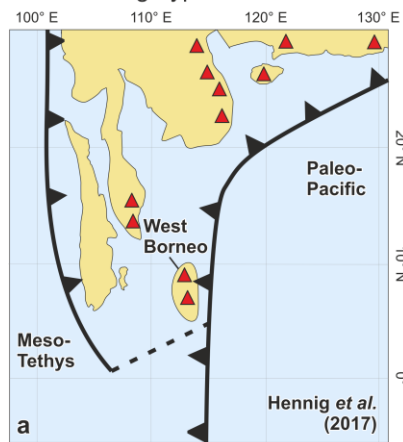 100° E 110° E 120° E 130° E
20° N
Paleo-
Pacific
West
Borneo
10° N
Meso-
Tethys
0°
a
Hennig et al.
(2017)